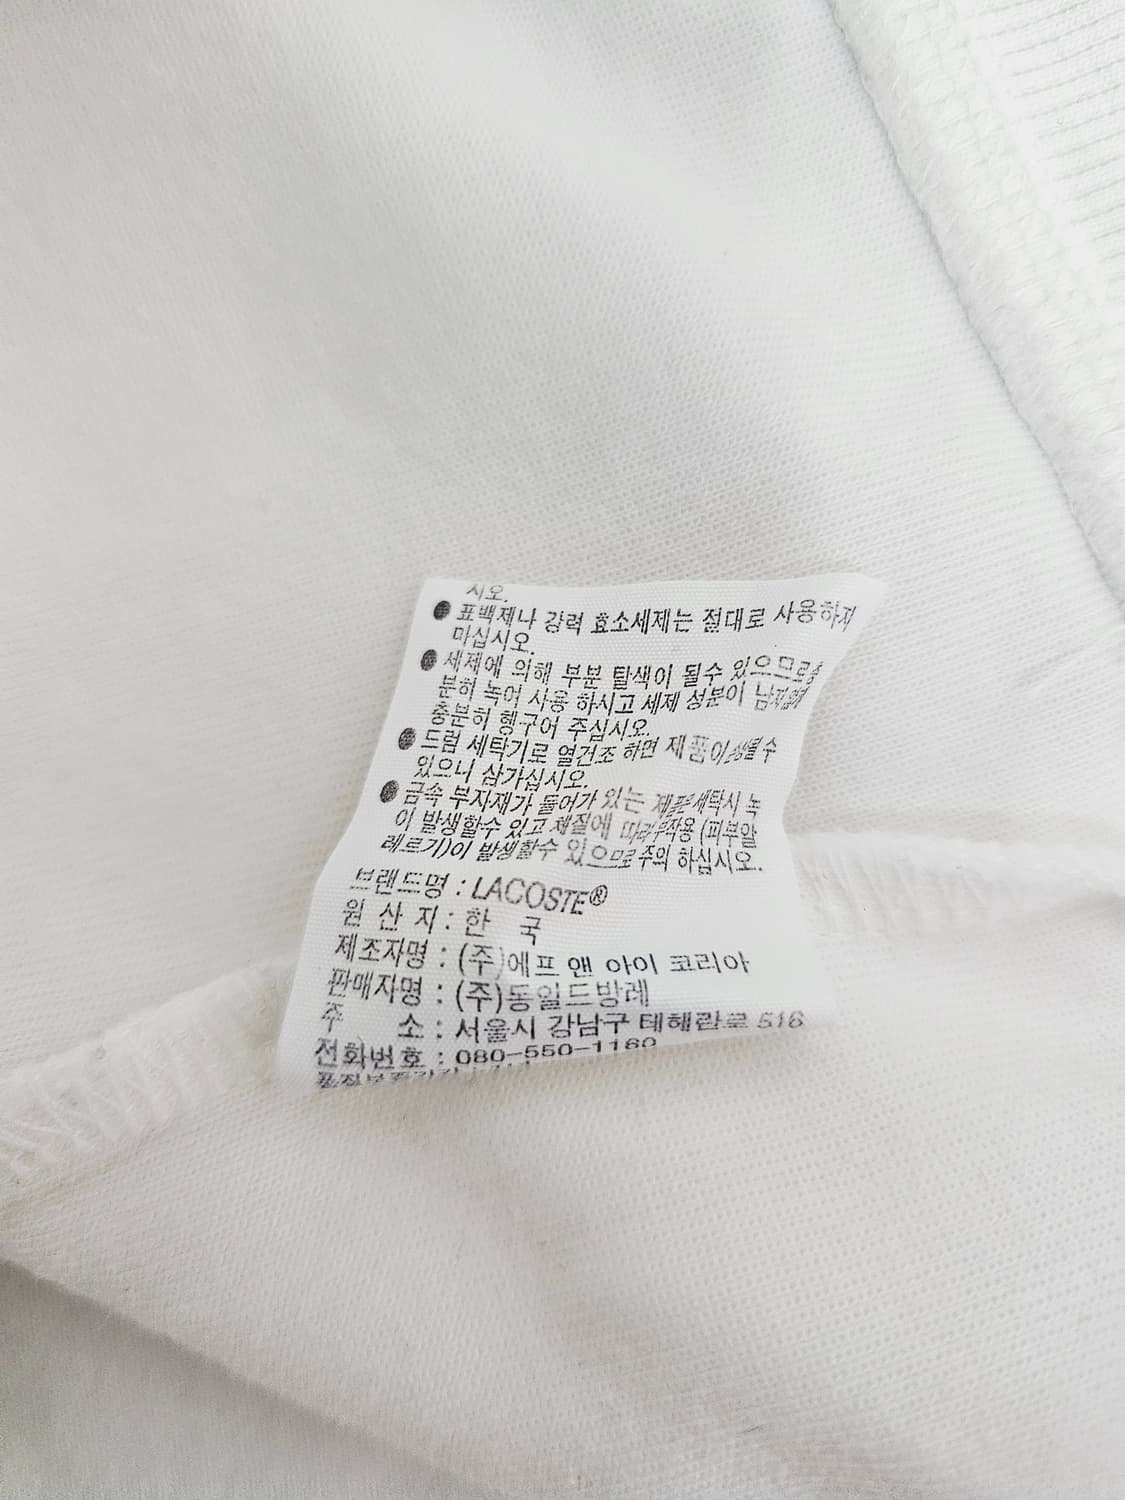 시오.
● 표백제나 강력 효소세제는 절대로 사용하지
마십시오.
● 세제에 의해 부분 탈색이 될수 있으므로충
분히 녹여 사용 하시고 세제 성분이 남지않게
충분히 헹구어 주십시오.
● 드럼 세탁기로 열건조 하면 제품이 상할수
있으니 삼가십시오.
● 금속 부자재가 들어가 있는 제품은 세탁시 녹
이 발생할수 있고 체질에 따라 부작용 (피부알
레르기)이 발생할수 있으므로 주의 하십시오.
브랜드명 : LACOSTE®
원 산 지 : 한 국
제조자명 : (주)에프 앤 아이 코리아
판매자명 : (주)동일드방레
주 소 : 서울시 강남구 테헤란로 516
전화번호 : 080-550-1160